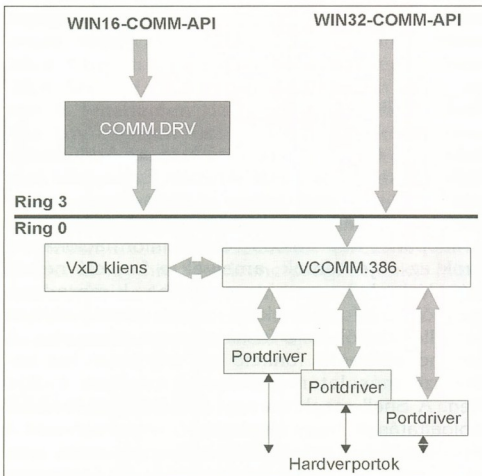 WIN16-COMM-API
WIN32-COMM-API
COMM.DRV
Ring 3
Ring 0
VxD kliens
VCOMM.386
Portdriver
Portdriver
Portdriver
Hardverportok